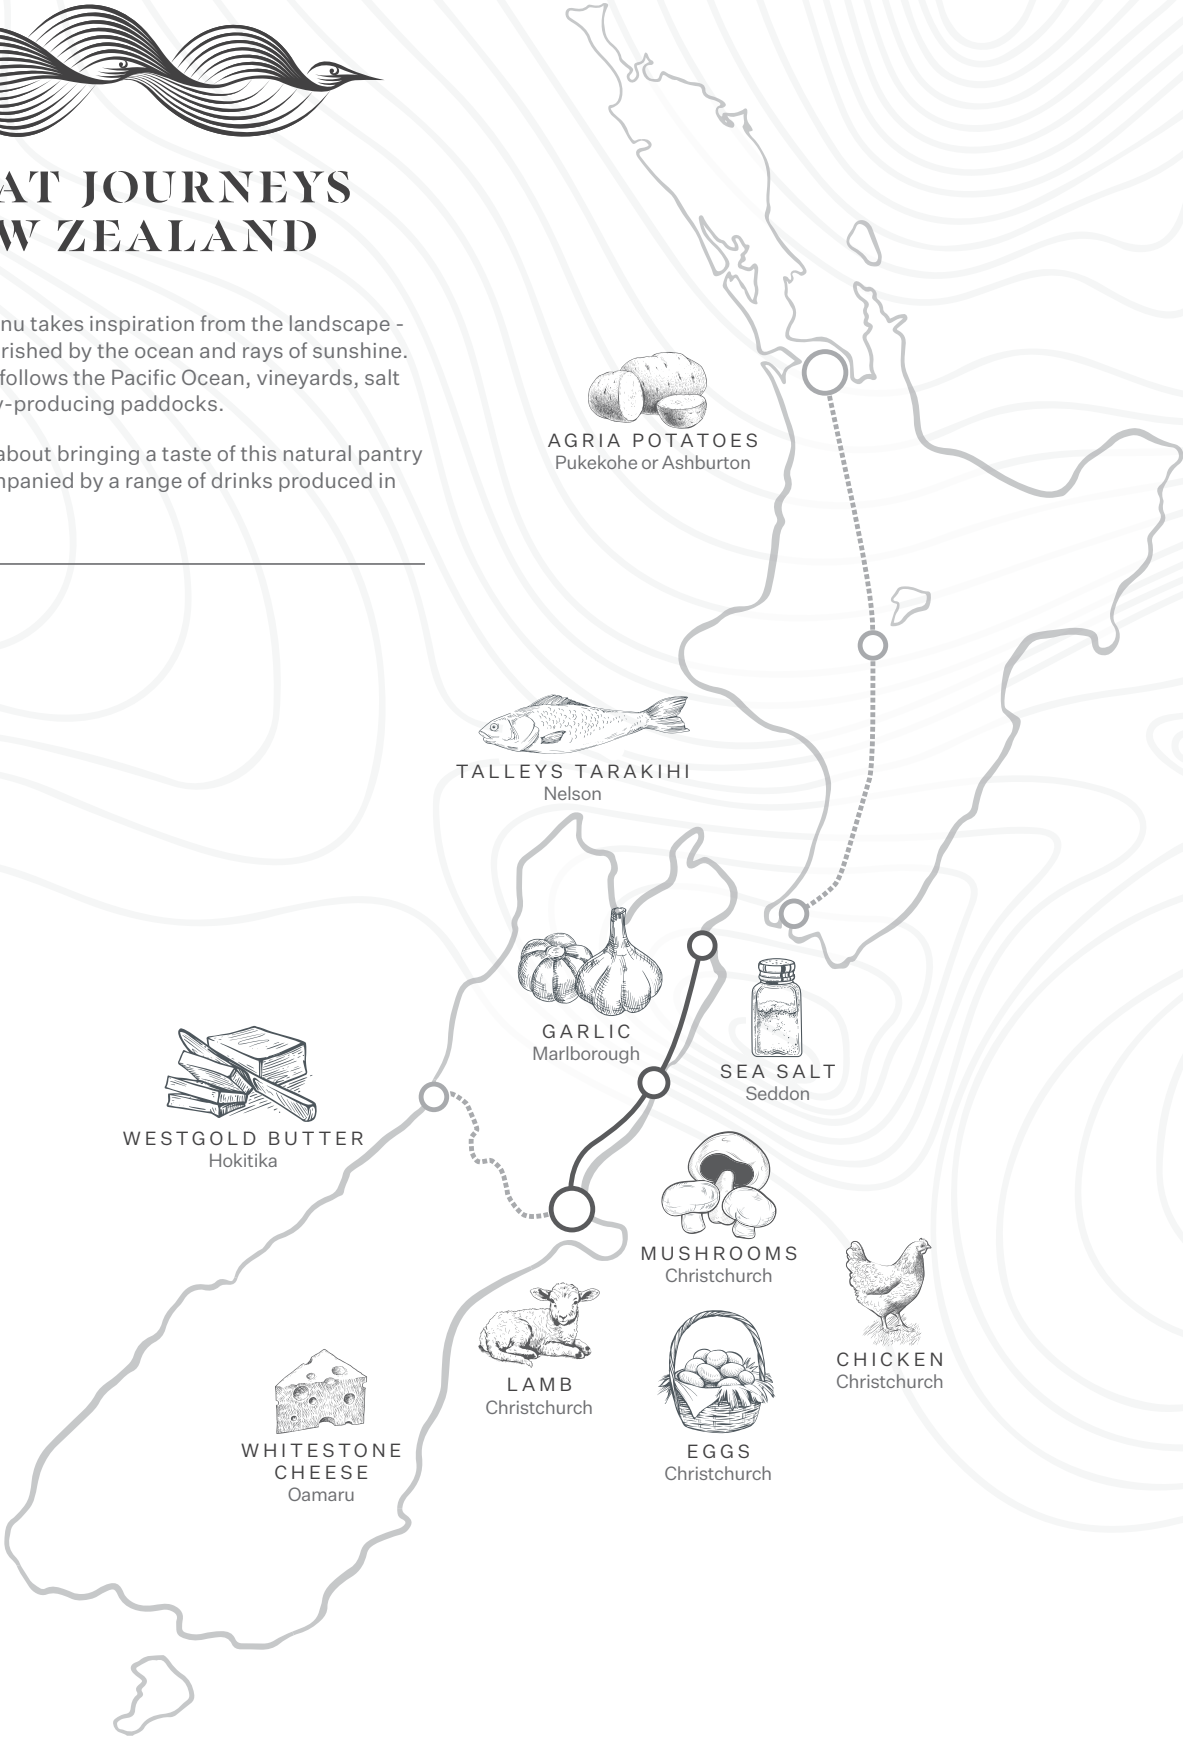 AT JOURNEYS
W ZEALAND
nu takes inspiration from the landscape -
rished by the ocean and rays of sunshine.
follows the Pacific Ocean, vineyards, salt
y-producing paddocks.
about bringing a taste of this natural pantry
mpanied by a range of drinks produced in
AGRIA POTATOES
Pukekohe or Ashburton
TALLEYS TARAKIHI
Nelson
GARLIC
Marlborough
SEA SALT
Seddon
WESTGOLD BUTTER
Hokitika
MUSHROOMS
Christchurch
CHICKEN
Christchurch
LAMB
Christchurch
EGGS
Christchurch
WHITESTONE
CHEESE
Oamaru